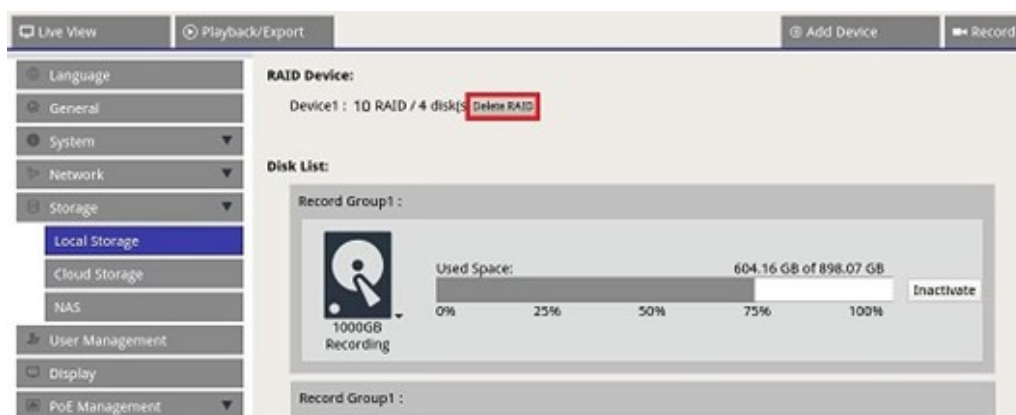 Live View
Playback/Export
Add Device
Record
Language
General
System
Network
Storage
Local Storage
Cloud Storage
NAS
User Management
Display
PoE Management
RAID Device:
Device1 : 10 RAID / 4 disk(s Delete RAID
Disk List:
Record Group1 :
Used Space: 604.16 GB of 898.07 GB
0% 25% 50% 75% 100%
Inactivate
1000GB
Recording
Record Group1 :